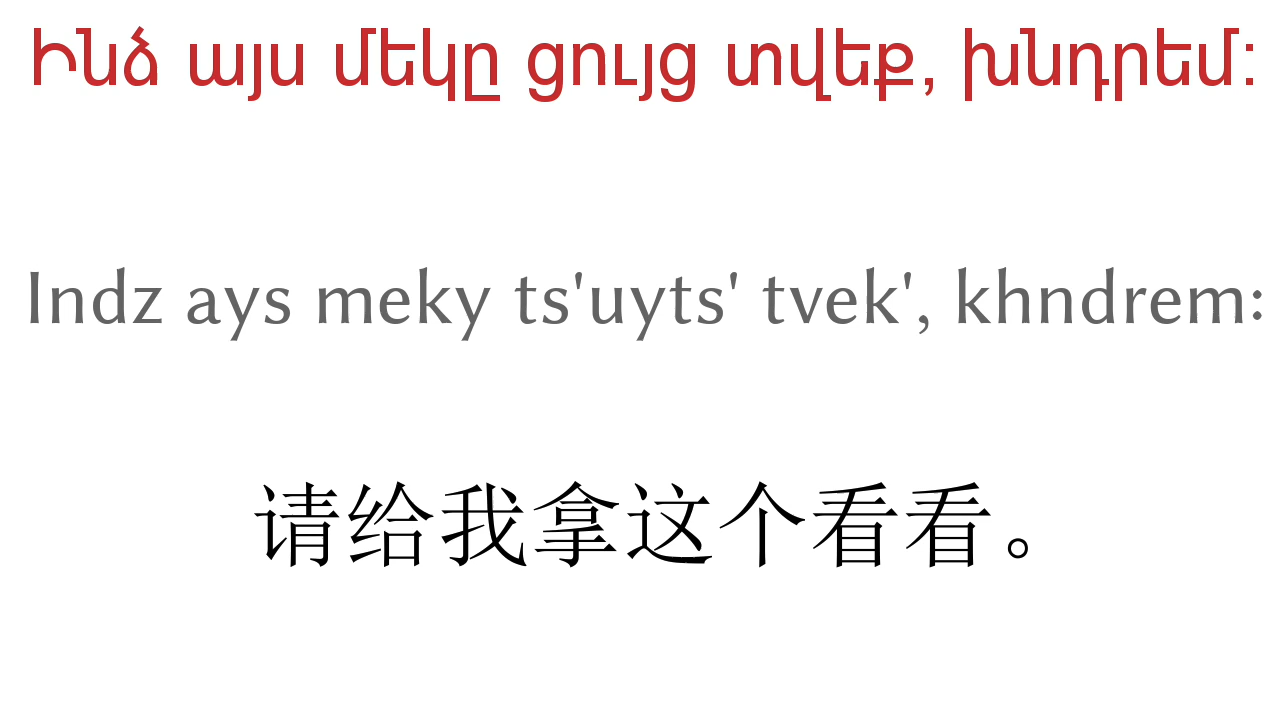 Ինձ այս մեկը ցույց տվեք, խնդրեմ:
Indz ays meky ts'uyts' tvek', khndrem:
请给我拿这个看看。